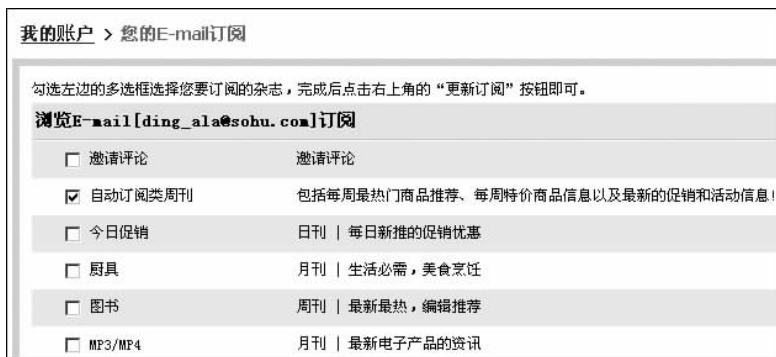 我的账户 > 您的E-mail订阅
勾选左边的多选框选择您要订阅的杂志，完成后点击右上角的“更新订阅”按钮即可。
浏览E-mail[ding_ala@sohu.com]订阅
邀请评论 邀请评论
自动订阅类周刊 包括每周最热门商品推荐、每周特价商品信息以及最新的促销和活动信息！
今日促销 日刊 | 每日新推的促销优惠
厨具 月刊 | 生活必需，美食烹饪
图书 周刊 | 最新最热，编辑推荐
MP3/MP4 月刊 | 最新电子产品的资讯